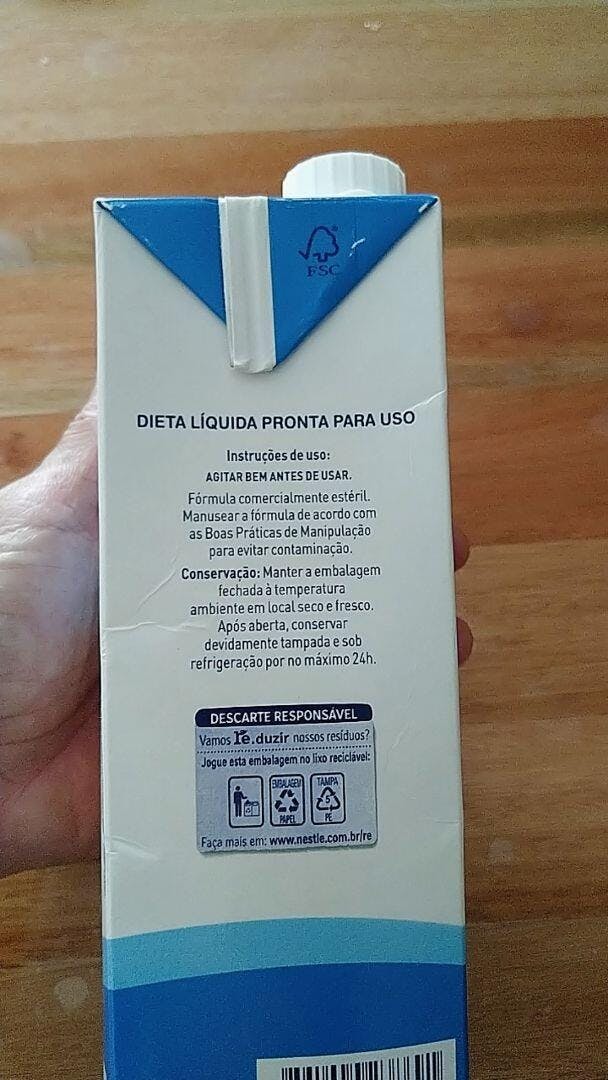 FSC
DIETA LÍQUIDA PRONTA PARA USO
Instruções de uso:
AGITAR BEM ANTES DE USAR.
Fórmula comercialmente estéril.
Manusear a fórmula de acordo com
as Boas Práticas de Manipulação
para evitar contaminação.
Conservação: Manter a embalagem
fechada à temperatura
ambiente em local seco e fresco.
Após aberta, conservar
devidamente tampada e sob
refrigeração por no máximo 24h.
DESCARTE RESPONSÁVEL
Vamos re.duzir nossos resíduos?
Jogue esta embalagem no lixo reciclável:
EMBALAGEM TAMPA
5
PAPEL PE
Faça mais em: www.nestle.com.br/re